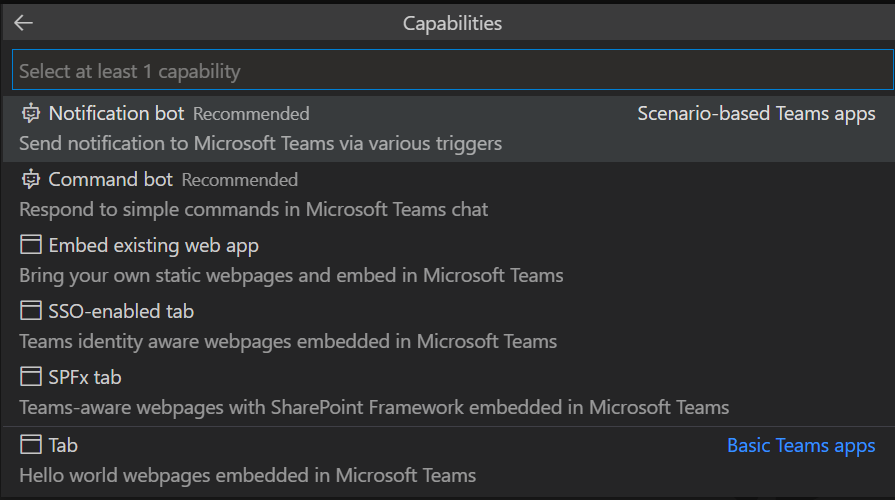 Capabilities
Select at least 1 capability
Notification bot Recommended Scenario-based Teams apps
Send notification to Microsoft Teams via various triggers
Command bot Recommended
Respond to simple commands in Microsoft Teams chat
Embed existing web app
Bring your own static webpages and embed in Microsoft Teams
SSO-enabled tab
Teams identity aware webpages embedded in Microsoft Teams
SPFx tab
Teams-aware webpages with SharePoint Framework embedded in Microsoft Teams
Tab Basic Teams apps
Hello world webpages embedded in Microsoft Teams